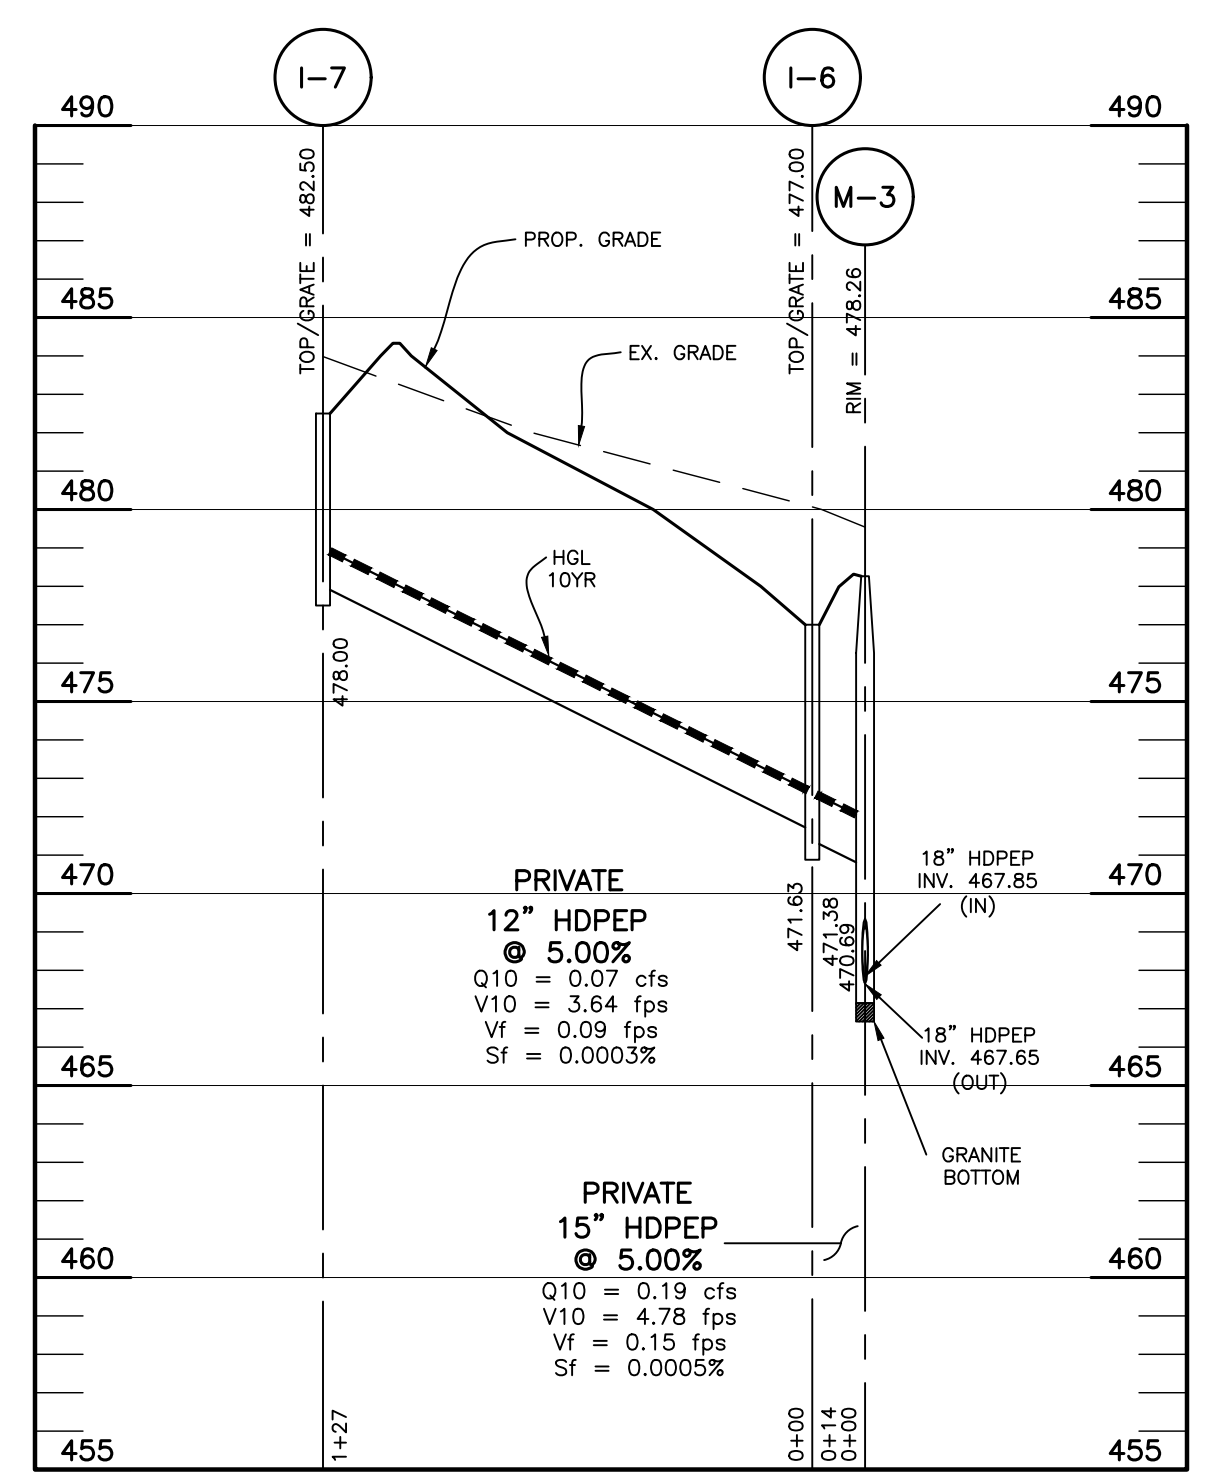 I-7
I-6
M-3
490
490
485
485
480
480
475
475
470
470
465
465
460
460
455
455
TOP/GRATE = 482.50
TOP/GRATE = 477.00
RIM = 478.26
PROP. GRADE
EX. GRADE
HGL
10YR
478.00
471.63
471.38
470.69
18” HDPEP
INV. 467.85
(IN)
18” HDPEP
INV. 467.65
(OUT)
GRANITE
BOTTOM
PRIVATE
12” HDPEP
@ 5.00%
Q10 = 0.07 cfs
V10 = 3.64 fps
Vf = 0.09 fps
Sf = 0.0003%
PRIVATE
15” HDPEP
@ 5.00%
Q10 = 0.19 cfs
V10 = 4.78 fps
Vf = 0.15 fps
Sf = 0.0005%
1+27
0+00
0+14
0+00